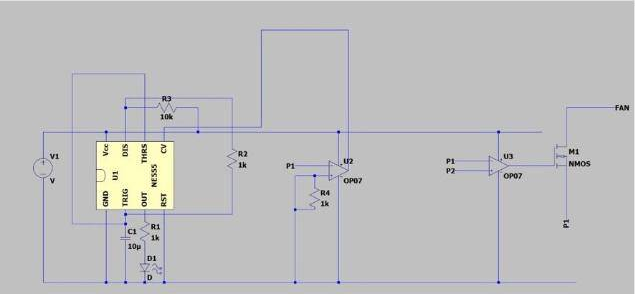 FAN
R3
10k
V1
V
Vcc
DIS
THRS
CV
U1
NE555
GND
TRIG
OUT
RST
R2
1k
P1
U2
OP07
R4
1k
P1
P2
U3
OP07
M1
NMOS
P1
C1
10µ
R1
1k
D1
D